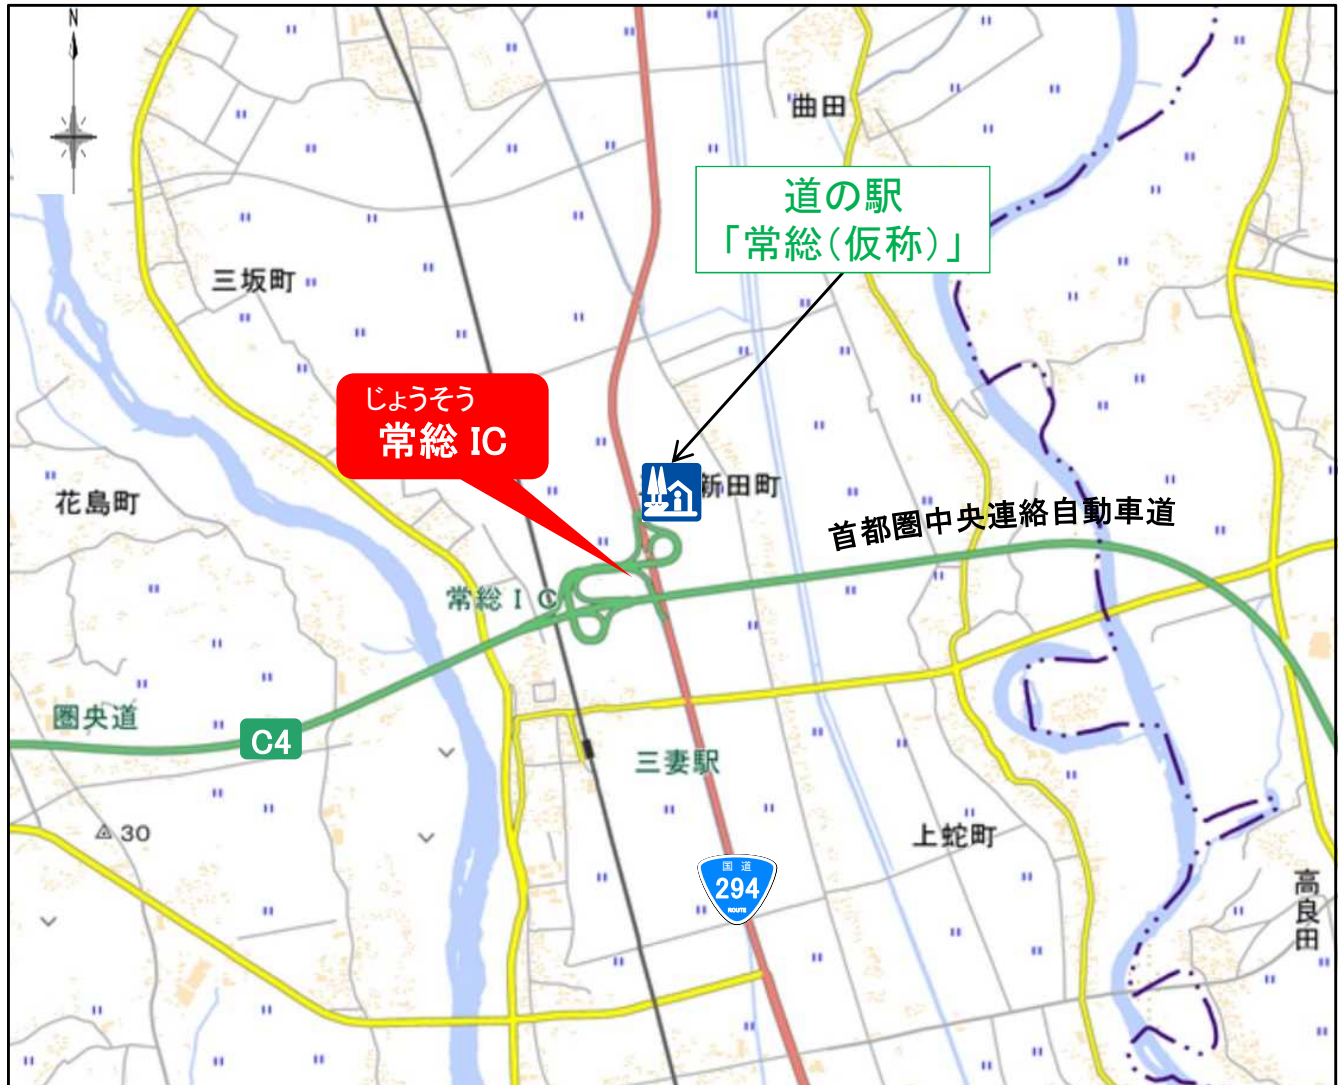 N
曲田
道の駅
「常総（仮称）」
三坂町
じょうそう
常総 IC
新田町
花島町
首都圏中央連絡自動車道
常総ＩＣ
圏央道
C4
三妻駅
30
上蛇町
国道
294
ROUTE
高良田